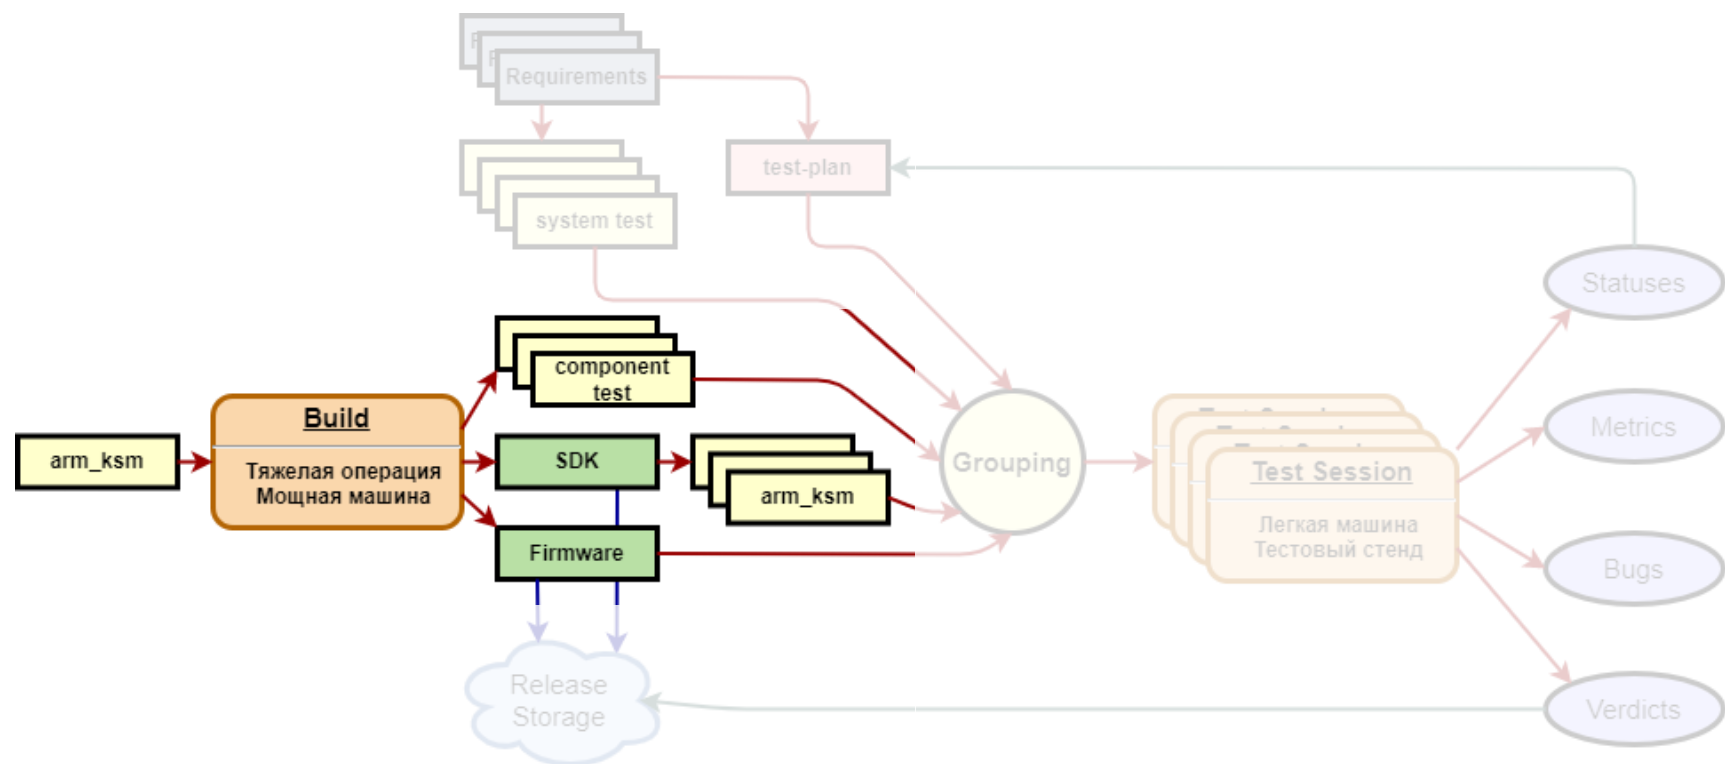 Requirements
test-plan
system test
Statuses
component
test
Build
Тяжелая операция
Мощная машина
arm_ksm
SDK
arm_ksm
Firmware
Grouping
Test Session
Легкая машина
Тестовый стенд
Metrics
Bugs
Release
Storage
Verdicts